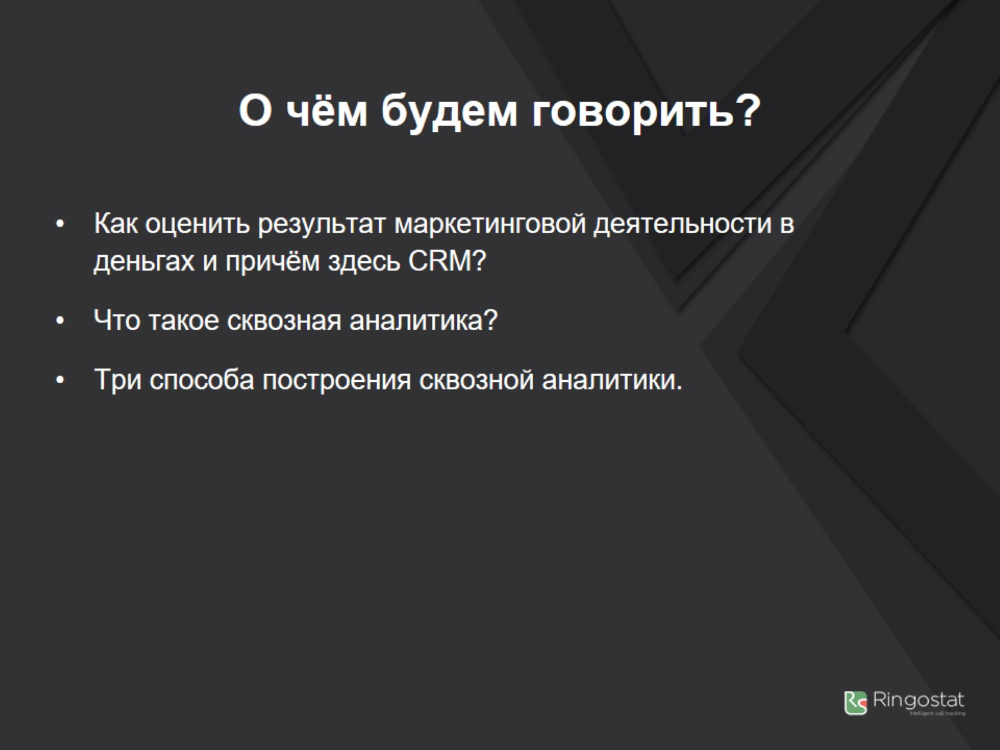 О чём будем говорить?
• Как оценить результат маркетинговой деятельности в
деньгах и причём здесь CRM?
• Что такое сквозная аналитика?
• Три способа построения сквозной аналитики.
Rs Ringostat
intelligent call tracking